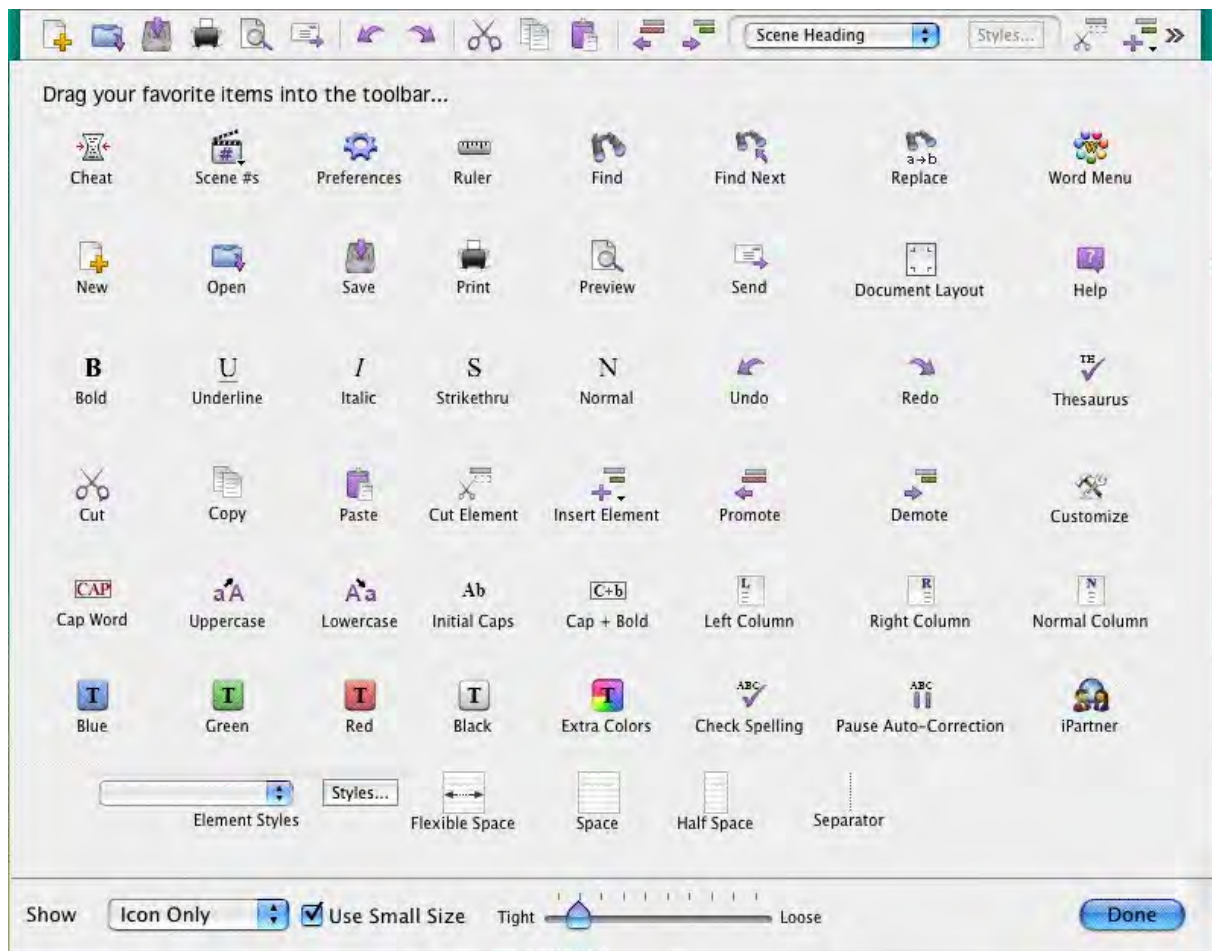 Scene Heading Styles...
Drag your favorite items into the toolbar...
#
a→b
W
Cheat Scene #s Preferences Ruler Find Find Next Replace Word Menu
?
New Open Save Print Preview Send Document Layout Help
B U I S N TH
Bold Underline Italic Strikethru Normal Undo Redo Thesaurus
Cut Copy Paste Cut Element Insert Element Promote Demote Customize
CAP aA Aa Ab C+b L R N
Cap Word Uppercase Lowercase Initial Caps Cap + Bold Left Column Right Column Normal Column
T T T T T ABC ABC
Blue Green Red Black Extra Colors Check Spelling Pause Auto-Correction iPartner
Styles...
Element Styles Flexible Space Space Half Space Separator
Show Icon Only Use Small Size Tight Loose Done